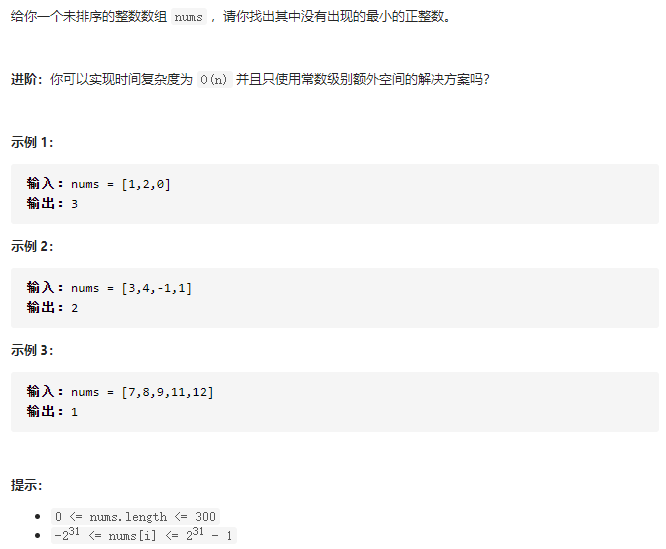 给你一个未排序的整数数组 nums ，请你找出其中没有出现的最小的正整数。
进阶：你可以实现时间复杂度为 O(n) 并且只使用常数级别额外空间的解决方案吗？
示例 1：
输入：nums = [1,2,0]
输出：3
示例 2：
输入：nums = [3,4,-1,1]
输出：2
示例 3：
输入：nums = [7,8,9,11,12]
输出：1
提示：
• 0 <= nums.length <= 300
• -2³¹ <= nums[i] <= 2³¹ - 1